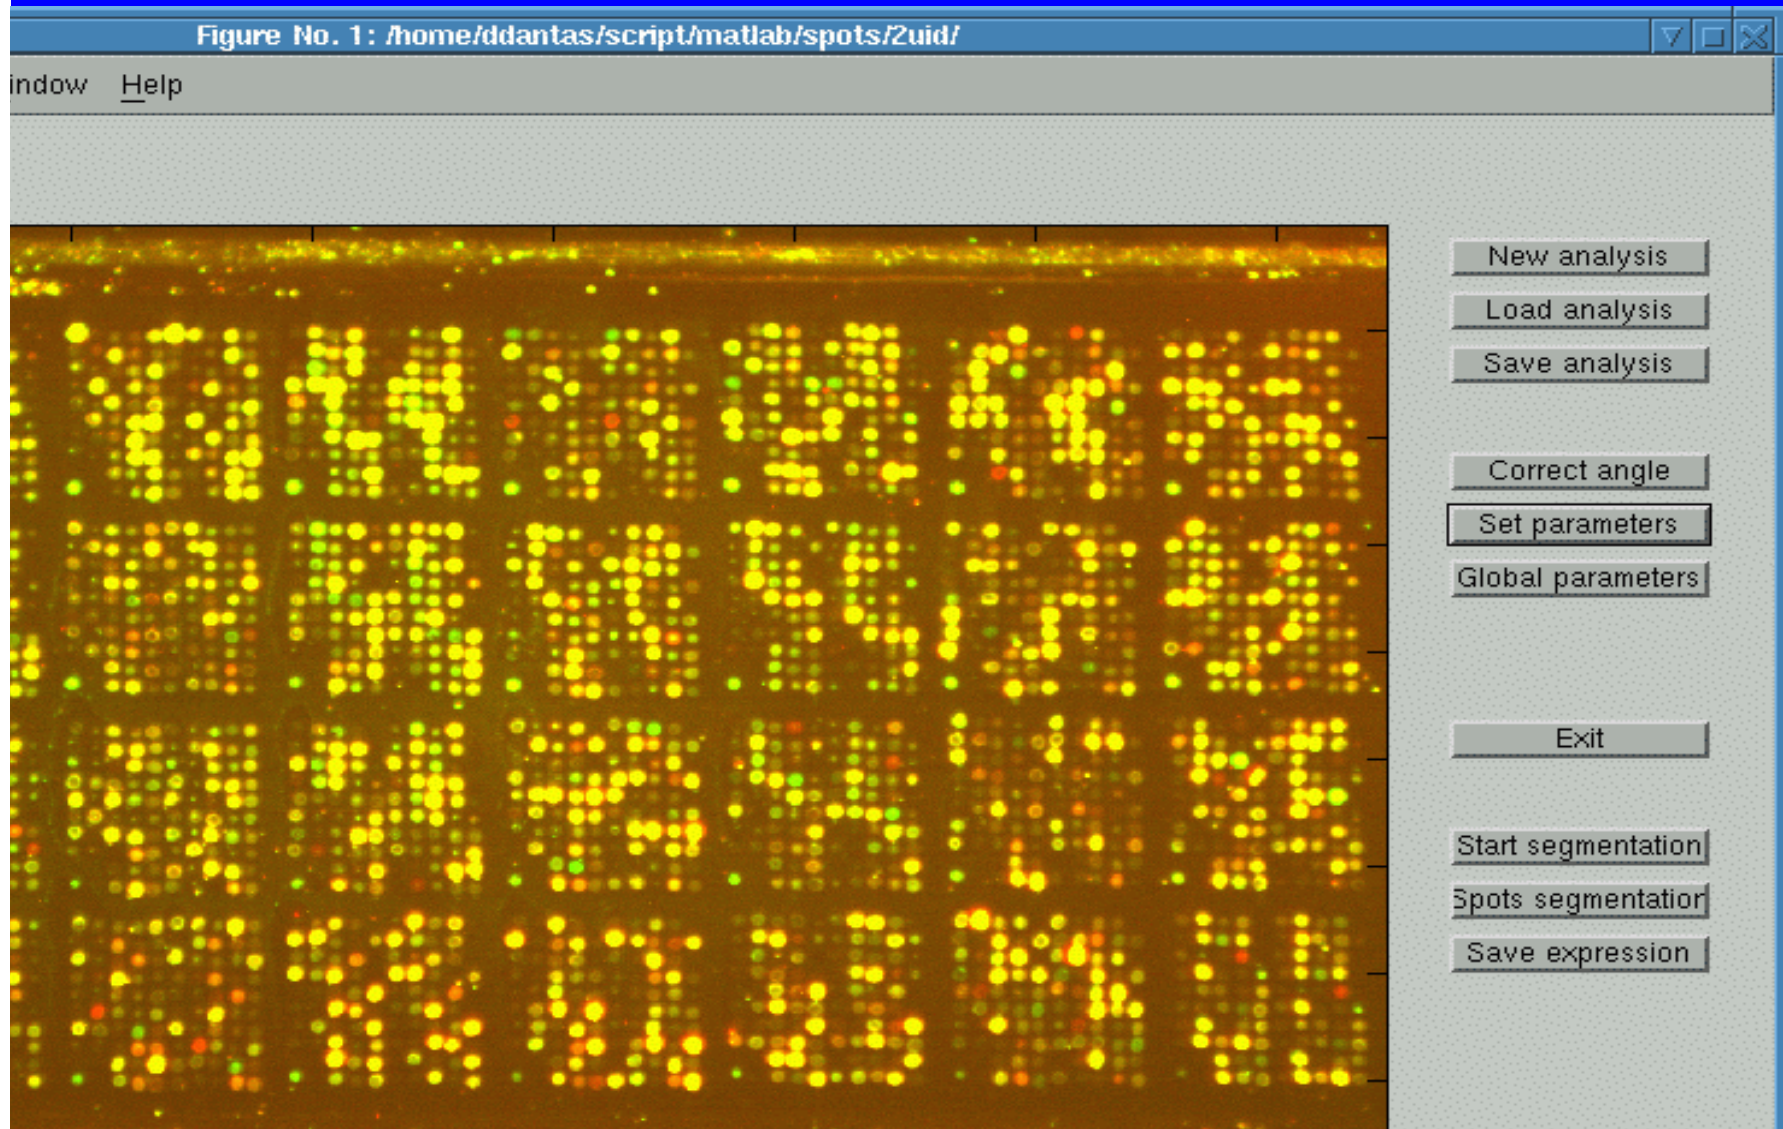 Figure No. 1: /home/ddantas/script/matlab/spots/2uid/
indow Help
New analysis
Load analysis
Save analysis
Correct angle
Set parameters
Global parameters
Exit
Start segmentation
Spots segmentation
Save expression